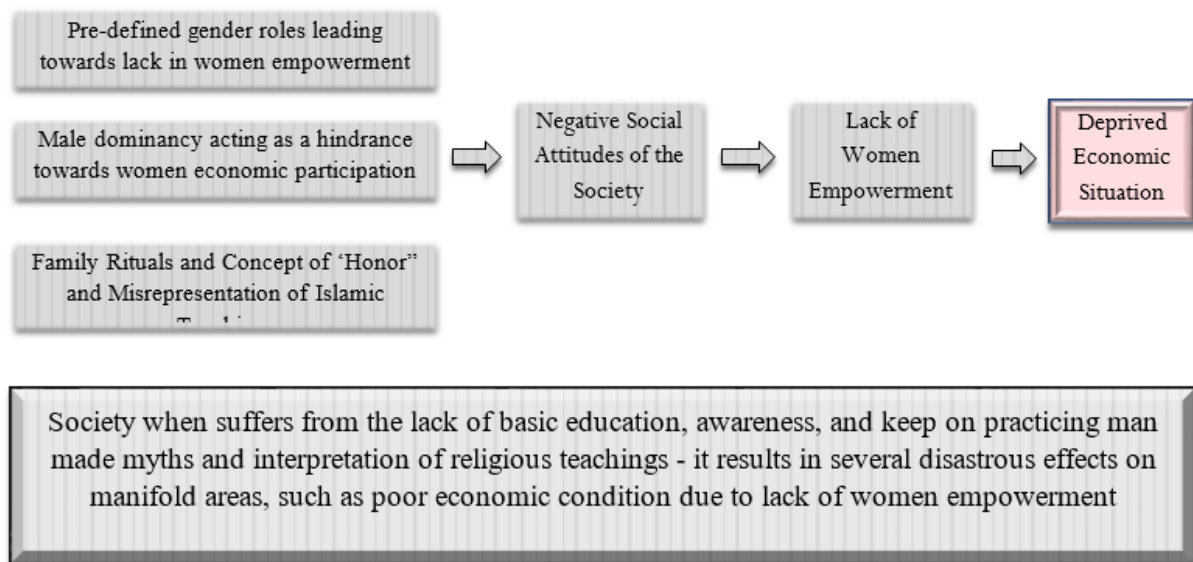 Pre-defined gender roles leading
towards lack in women empowerment
Male dominancy acting as a hindrance
towards women economic participation
Family Rituals and Concept of ‘Honor”
and Misrepresentation of Islamic
Negative Social
Attitudes of the
Society
Lack of
Women
Empowerment
Deprived
Economic
Situation
Society when suffers from the lack of basic education, awareness, and keep on practicing man
made myths and interpretation of religious teachings - it results in several disastrous effects on
manifold areas, such as poor economic condition due to lack of women empowerment